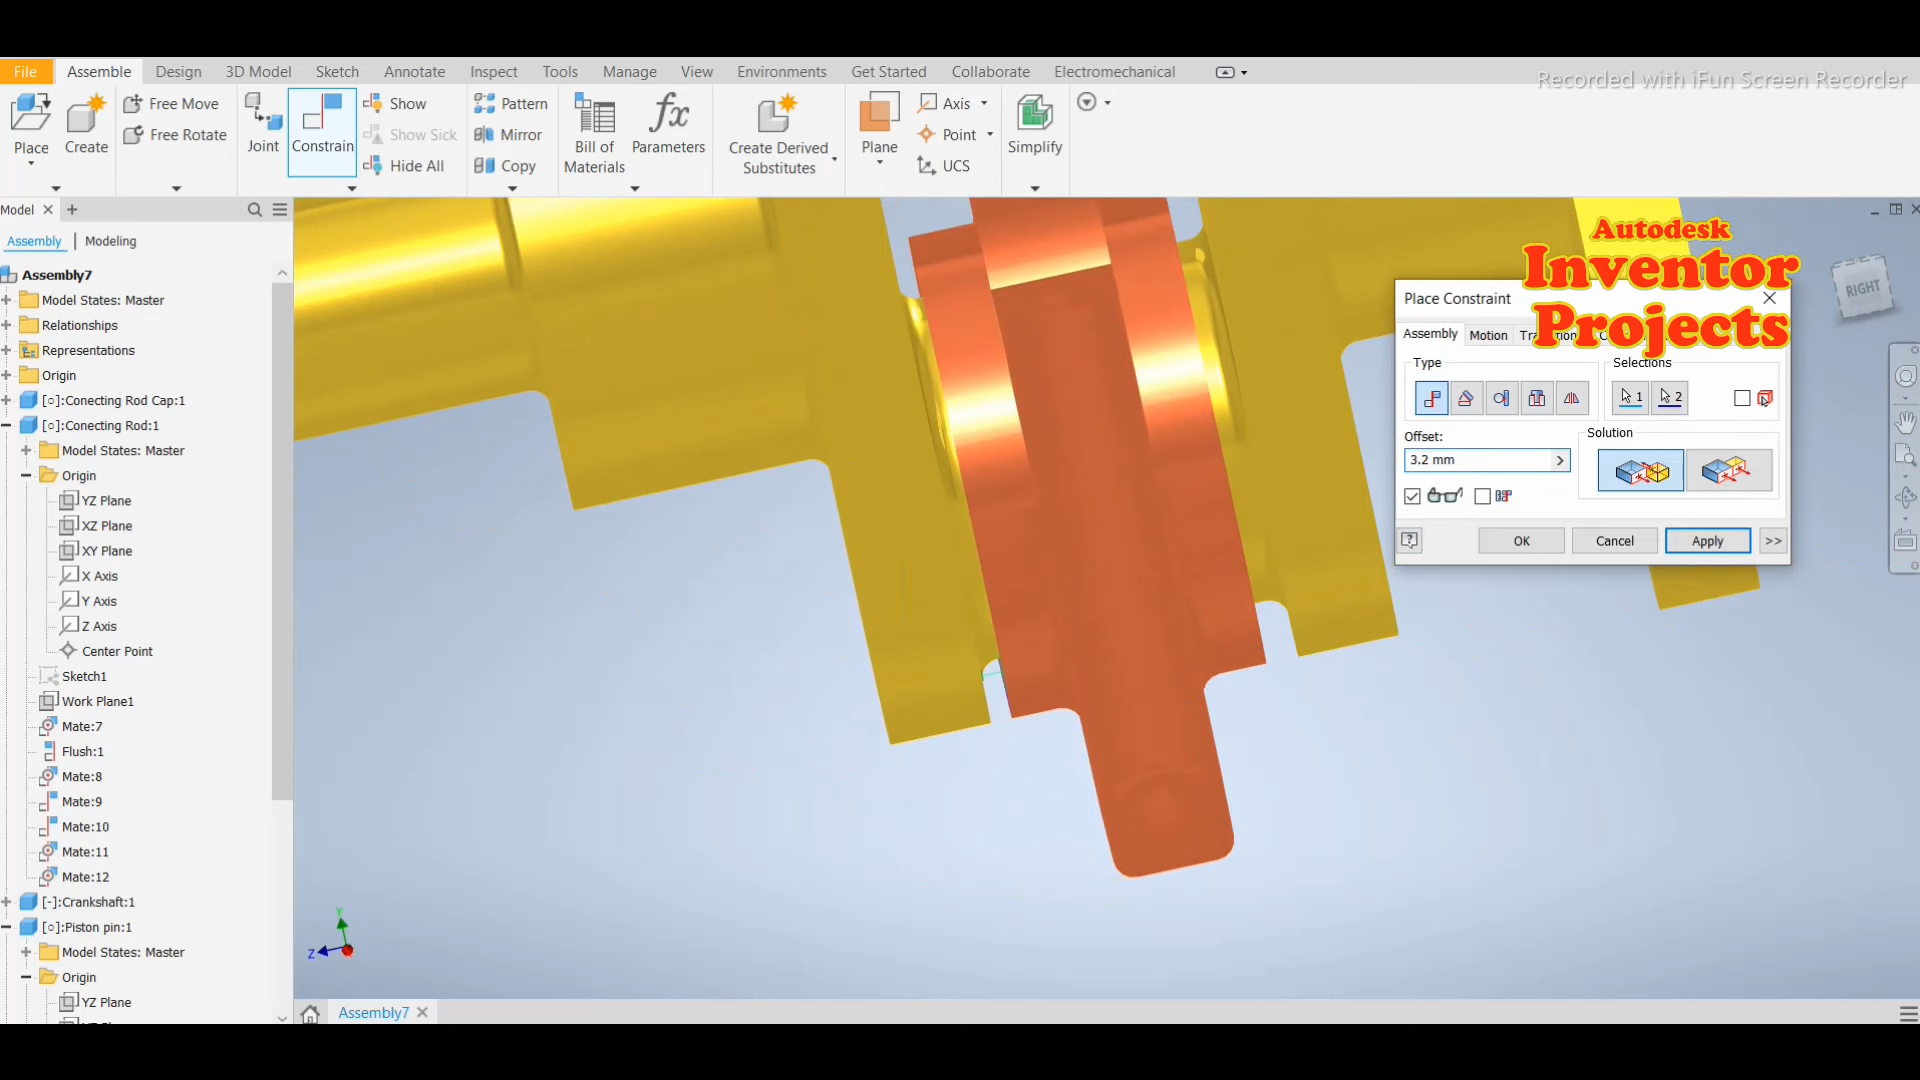 File Assemble Design 3D Model Sketch Annotate Inspect Tools Manage View Environments Get Started Collaborate Electromechanical
Recorded with iFun Screen Recorder
Place
Create
Free Move
Free Rotate
Joint
Constrain
Show
Show Sick
Hide All
Pattern
Mirror
Copy
Bill of
Materials
fx
Parameters
Create Derived
Substitutes
Plane
Axis
Point
UCS
Simplify
Model
Assembly | Modeling
Assembly7
Model States: Master
Relationships
Representations
Origin
[○]:Conecting Rod Cap:1
[○]:Conecting Rod:1
Model States: Master
Origin
YZ Plane
XZ Plane
XY Plane
X Axis
Y Axis
Z Axis
Center Point
Sketch1
Work Plane1
Mate:7
Flush:1
Mate:8
Mate:9
Mate:10
Mate:11
Mate:12
[-]:Crankshaft:1
[○]:Piston pin:1
Model States: Master
Origin
YZ Plane
Y
Z
Assembly7
Autodesk
Inventor
Projects
RIGHT
Place Constraint
Assembly Motion
Type
Selections
1
2
Offset:
3.2 mm
Solution
OK
Cancel
Apply
>>